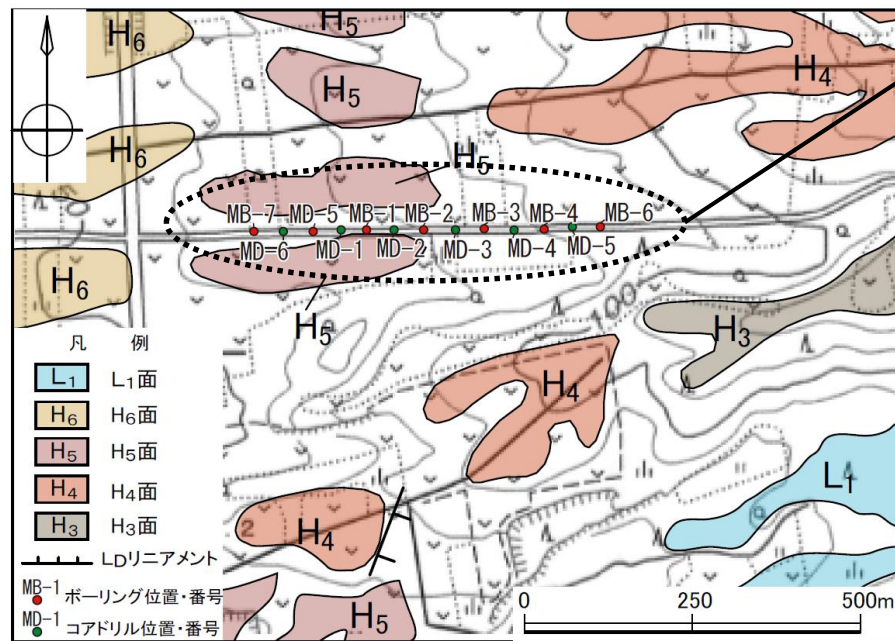 H5
H6
H5
H4
H6
H5
MB-7 MD-5 MB-1 MB-2 MB-3 MB-4 MB-6
MD-6 MD-1 MD-2 MD-3 MD-4 MD-5
H6
H5
100
H3
H4
凡 例
L1 L1面
H6 H6面
H5 H5面
H4 H4面
H3 H3面
LDリニアメント
MB-1 ボーリング位置・番号
MD-1 コアドリル位置・番号
2
H4
L1
H5
0 250 500m